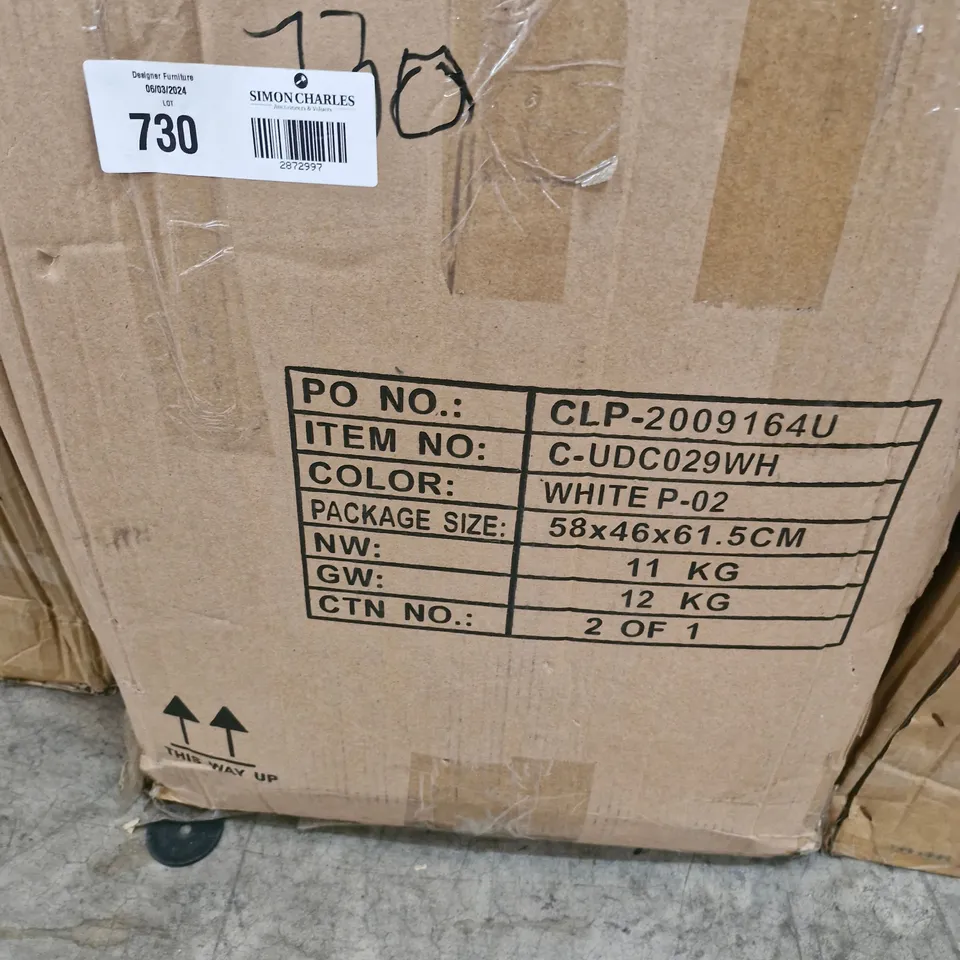 730
Designer Furniture
06/03/2024
LOT
730
SIMON CHARLES
Auctioneers & Valuers
2872997
PO NO.: CLP-2009164U
ITEM NO: C-UDC029WH
COLOR: WHITE P-02
PACKAGE SIZE: 58x46x61.5CM
NW: 11 KG
GW: 12 KG
CTN NO.: 2 OF 1
THIS WAY UP